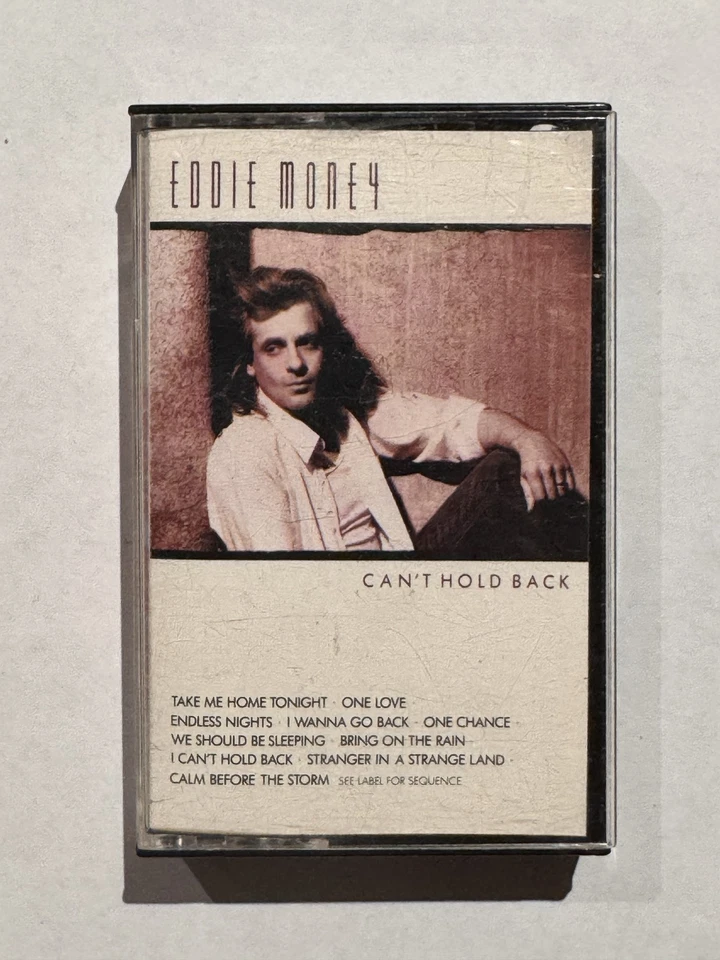 EDDIE MONEY
CAN'T HOLD BACK
TAKE ME HOME TONIGHT · ONE LOVE ·
ENDLESS NIGHTS · I WANNA GO BACK · ONE CHANCE ·
WE SHOULD BE SLEEPING · BRING ON THE RAIN ·
I CAN'T HOLD BACK · STRANGER IN A STRANGE LAND ·
CALM BEFORE THE STORM SEE LABEL FOR SEQUENCE